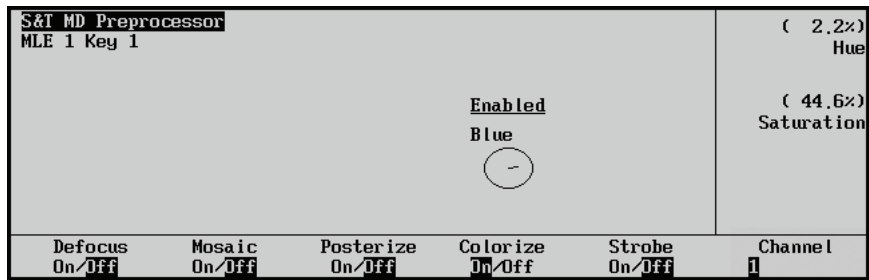 S&T MD Preprocessor
MLE 1 Key 1
( 2.2%)
Hue
Enabled
Blue
( 44.6%)
Saturation
Defocus Mosaic Posterize Colorize Strobe Channel
On/Off On/Off On/Off On/Off On/Off 1